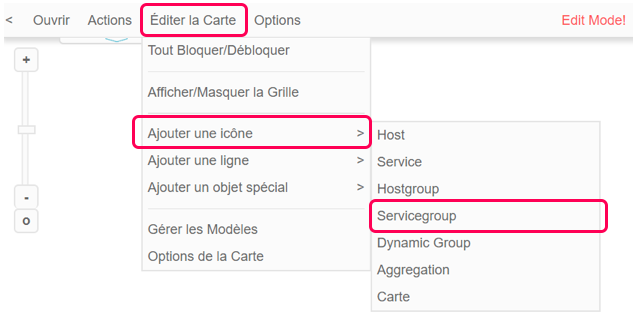 < Ouvrir Actions Éditer la Carte Options Edit Mode!
Tout Bloquer/Débloquer
Afficher/Masquer la Grille
Ajouter une icône >
Ajouter une ligne >
Ajouter un objet spécial >
Gérer les Modèles
Options de la Carte
Host
Service
Hostgroup
Servicegroup
Dynamic Group
Aggregation
Carte
+
-
o